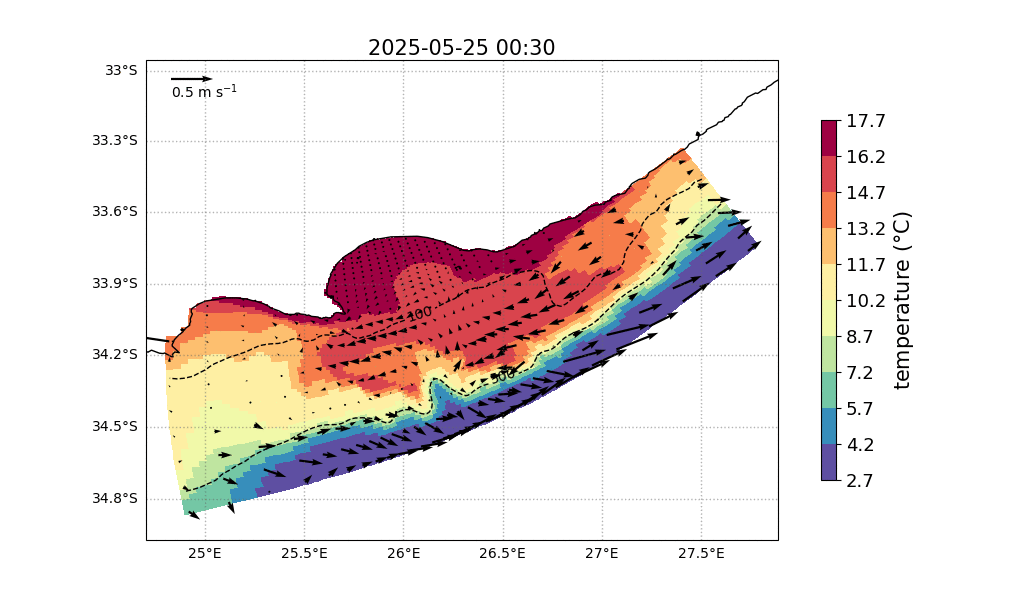 2025-05-25 00:30
0.5 m s⁻¹
33°S
33.3°S
33.6°S
33.9°S
34.2°S
34.5°S
34.8°S
100
500
25°E
25.5°E
26°E
26.5°E
27°E
27.5°E
17.7
16.2
14.7
13.2
11.7
10.2
8.7
7.2
5.7
4.2
2.7
temperature (°C)